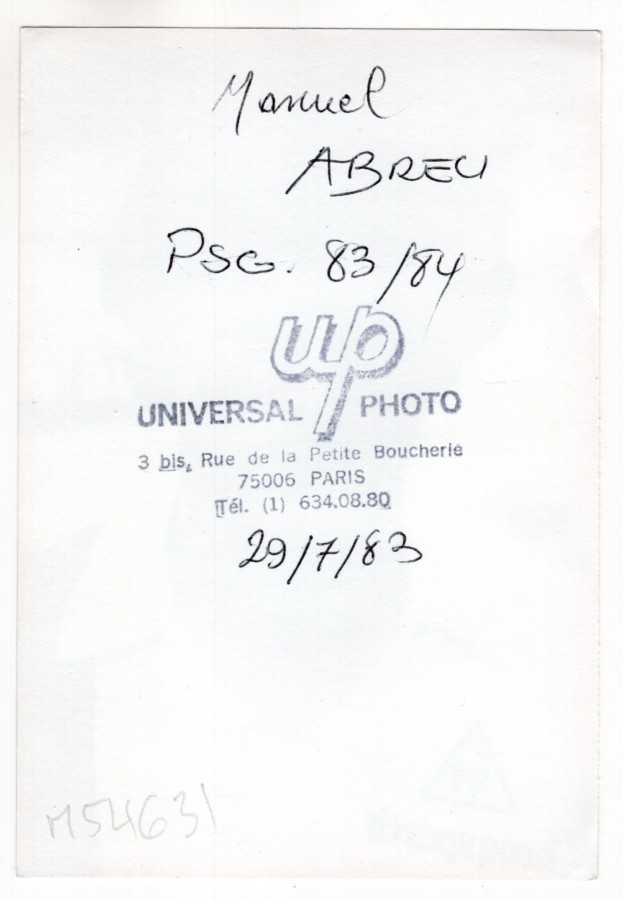 Manuel
ABREU
PSG. 83/84
up
UNIVERSAL PHOTO
3 bis, Rue de la Petite Boucherie
75006 PARIS
Tél. (1) 634.08.80
29/7/83
M54631